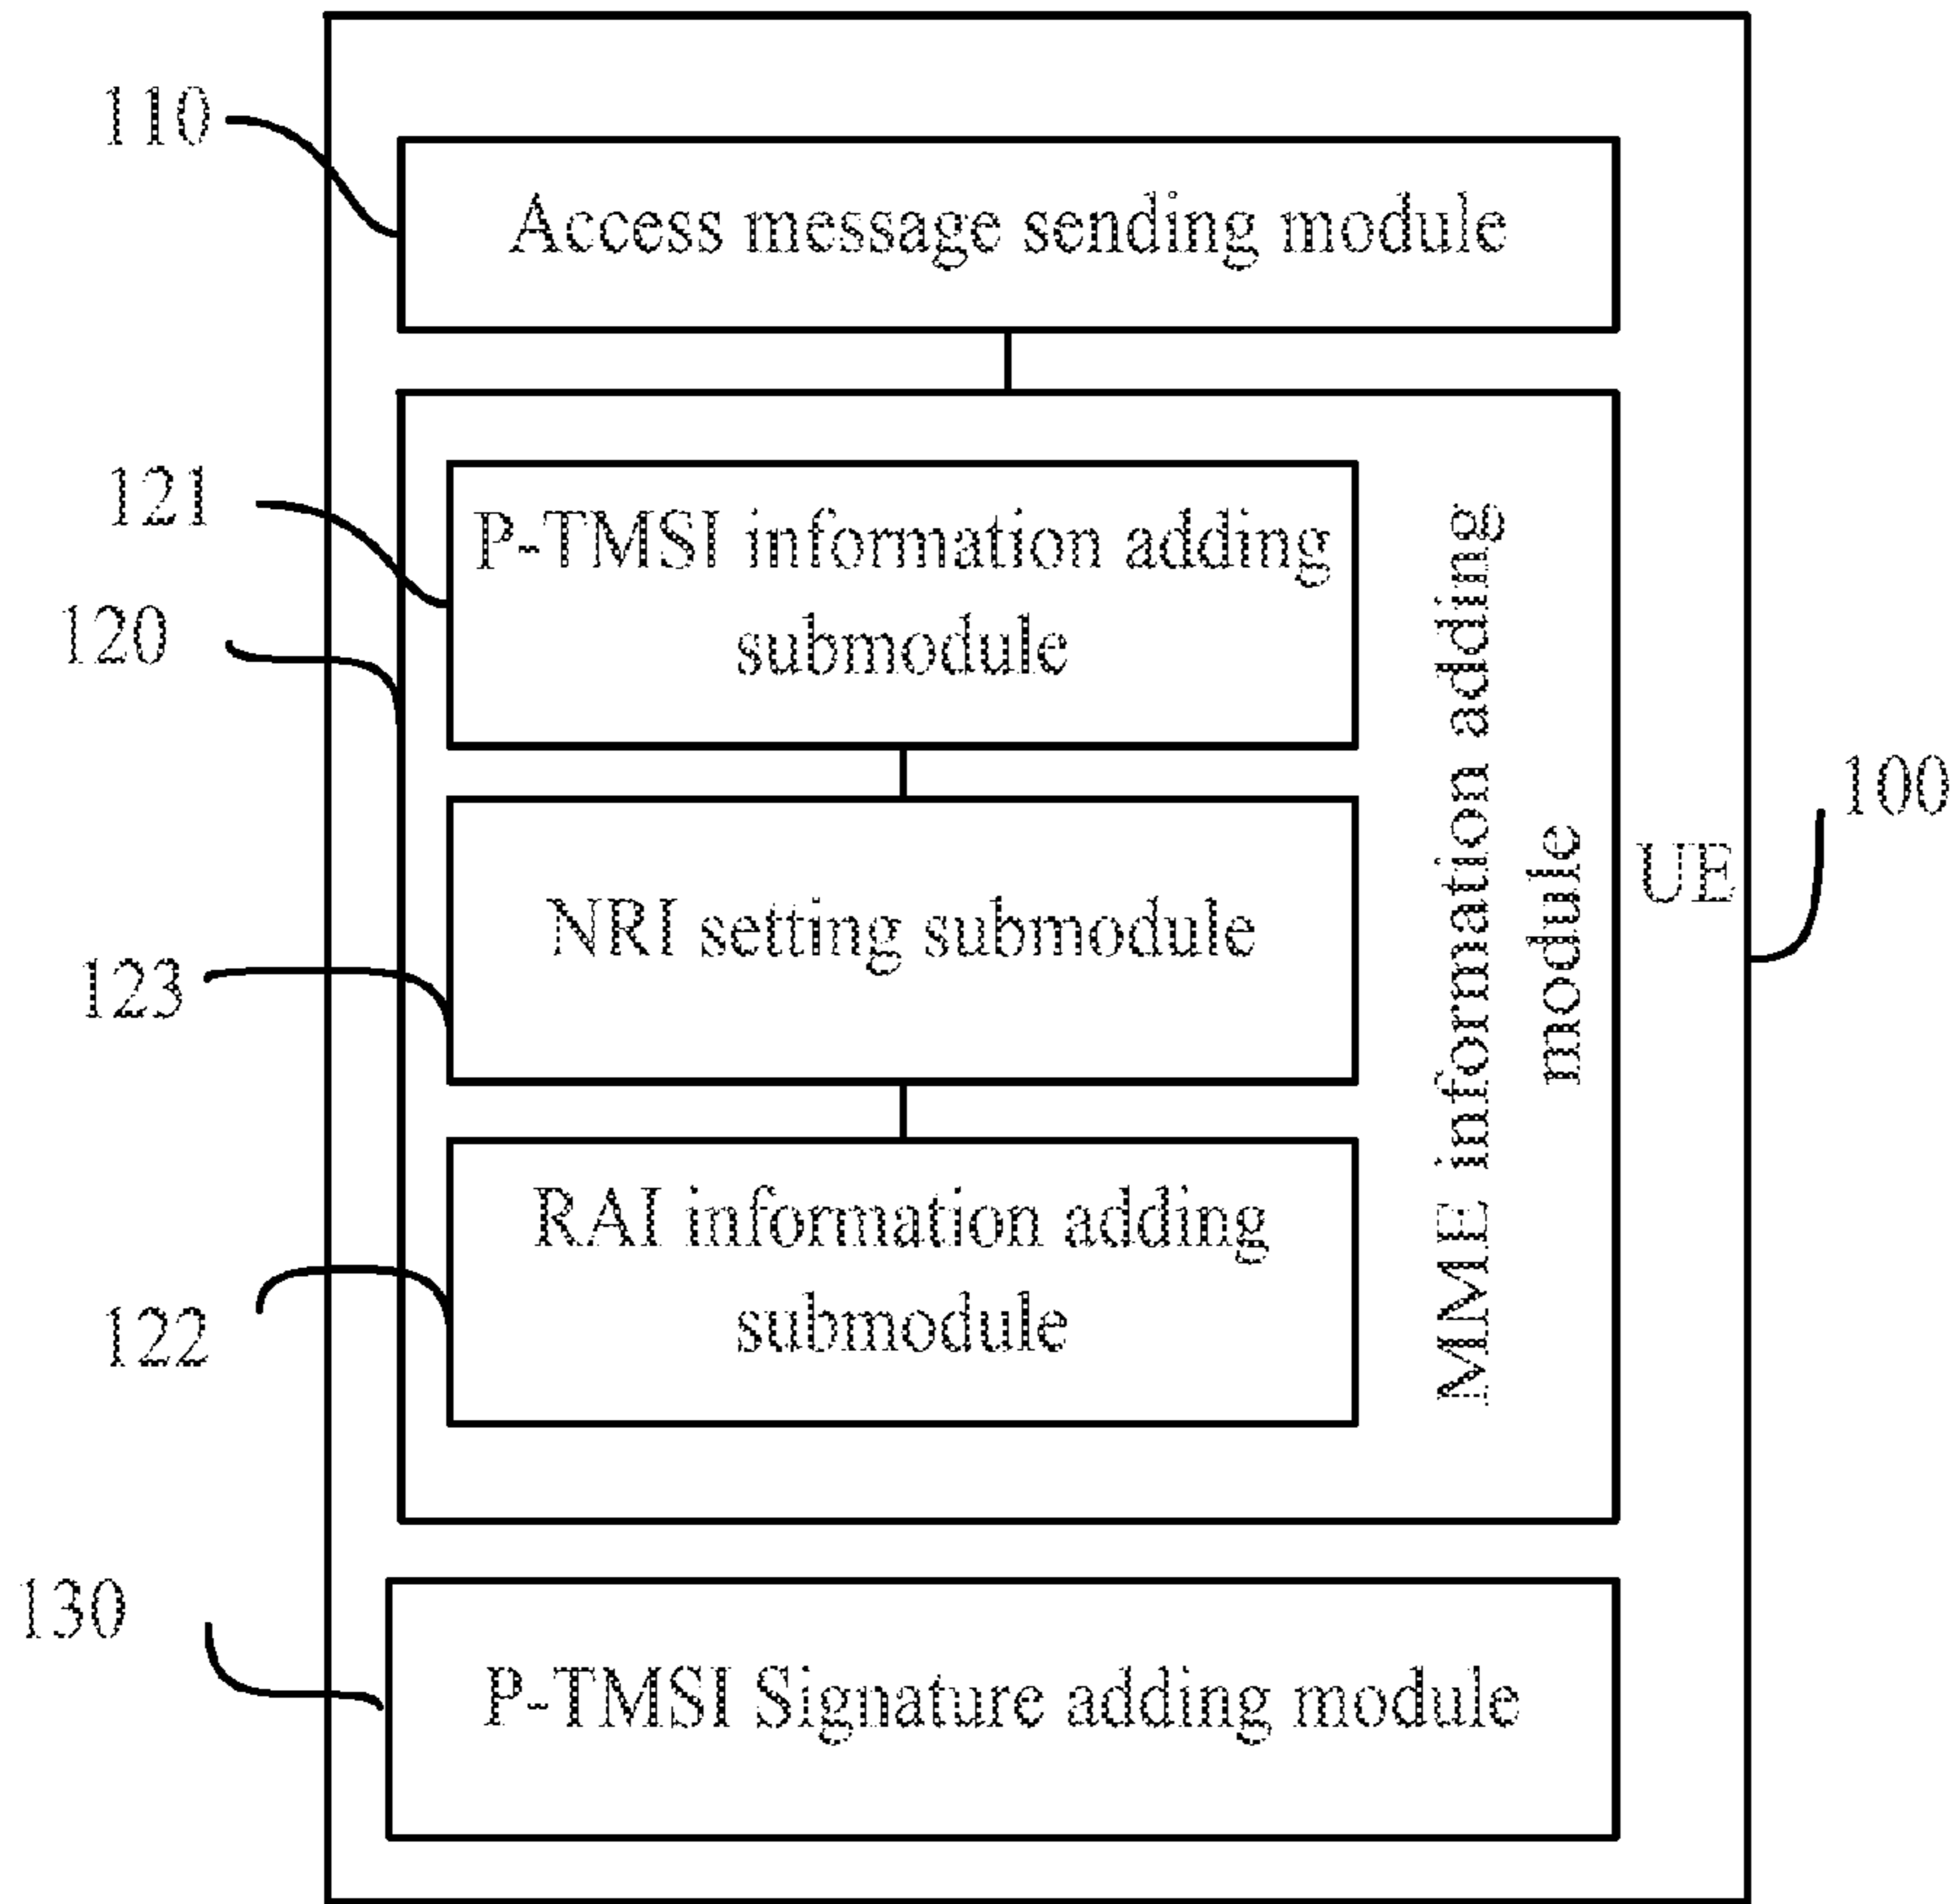 110
Access message sending module
121
P-TMSI information adding
submodule
120
MME information adding
module
100
UE
NRI setting submodule
123
RAI information adding
submodule
122
130
P-TMSI Signature adding module